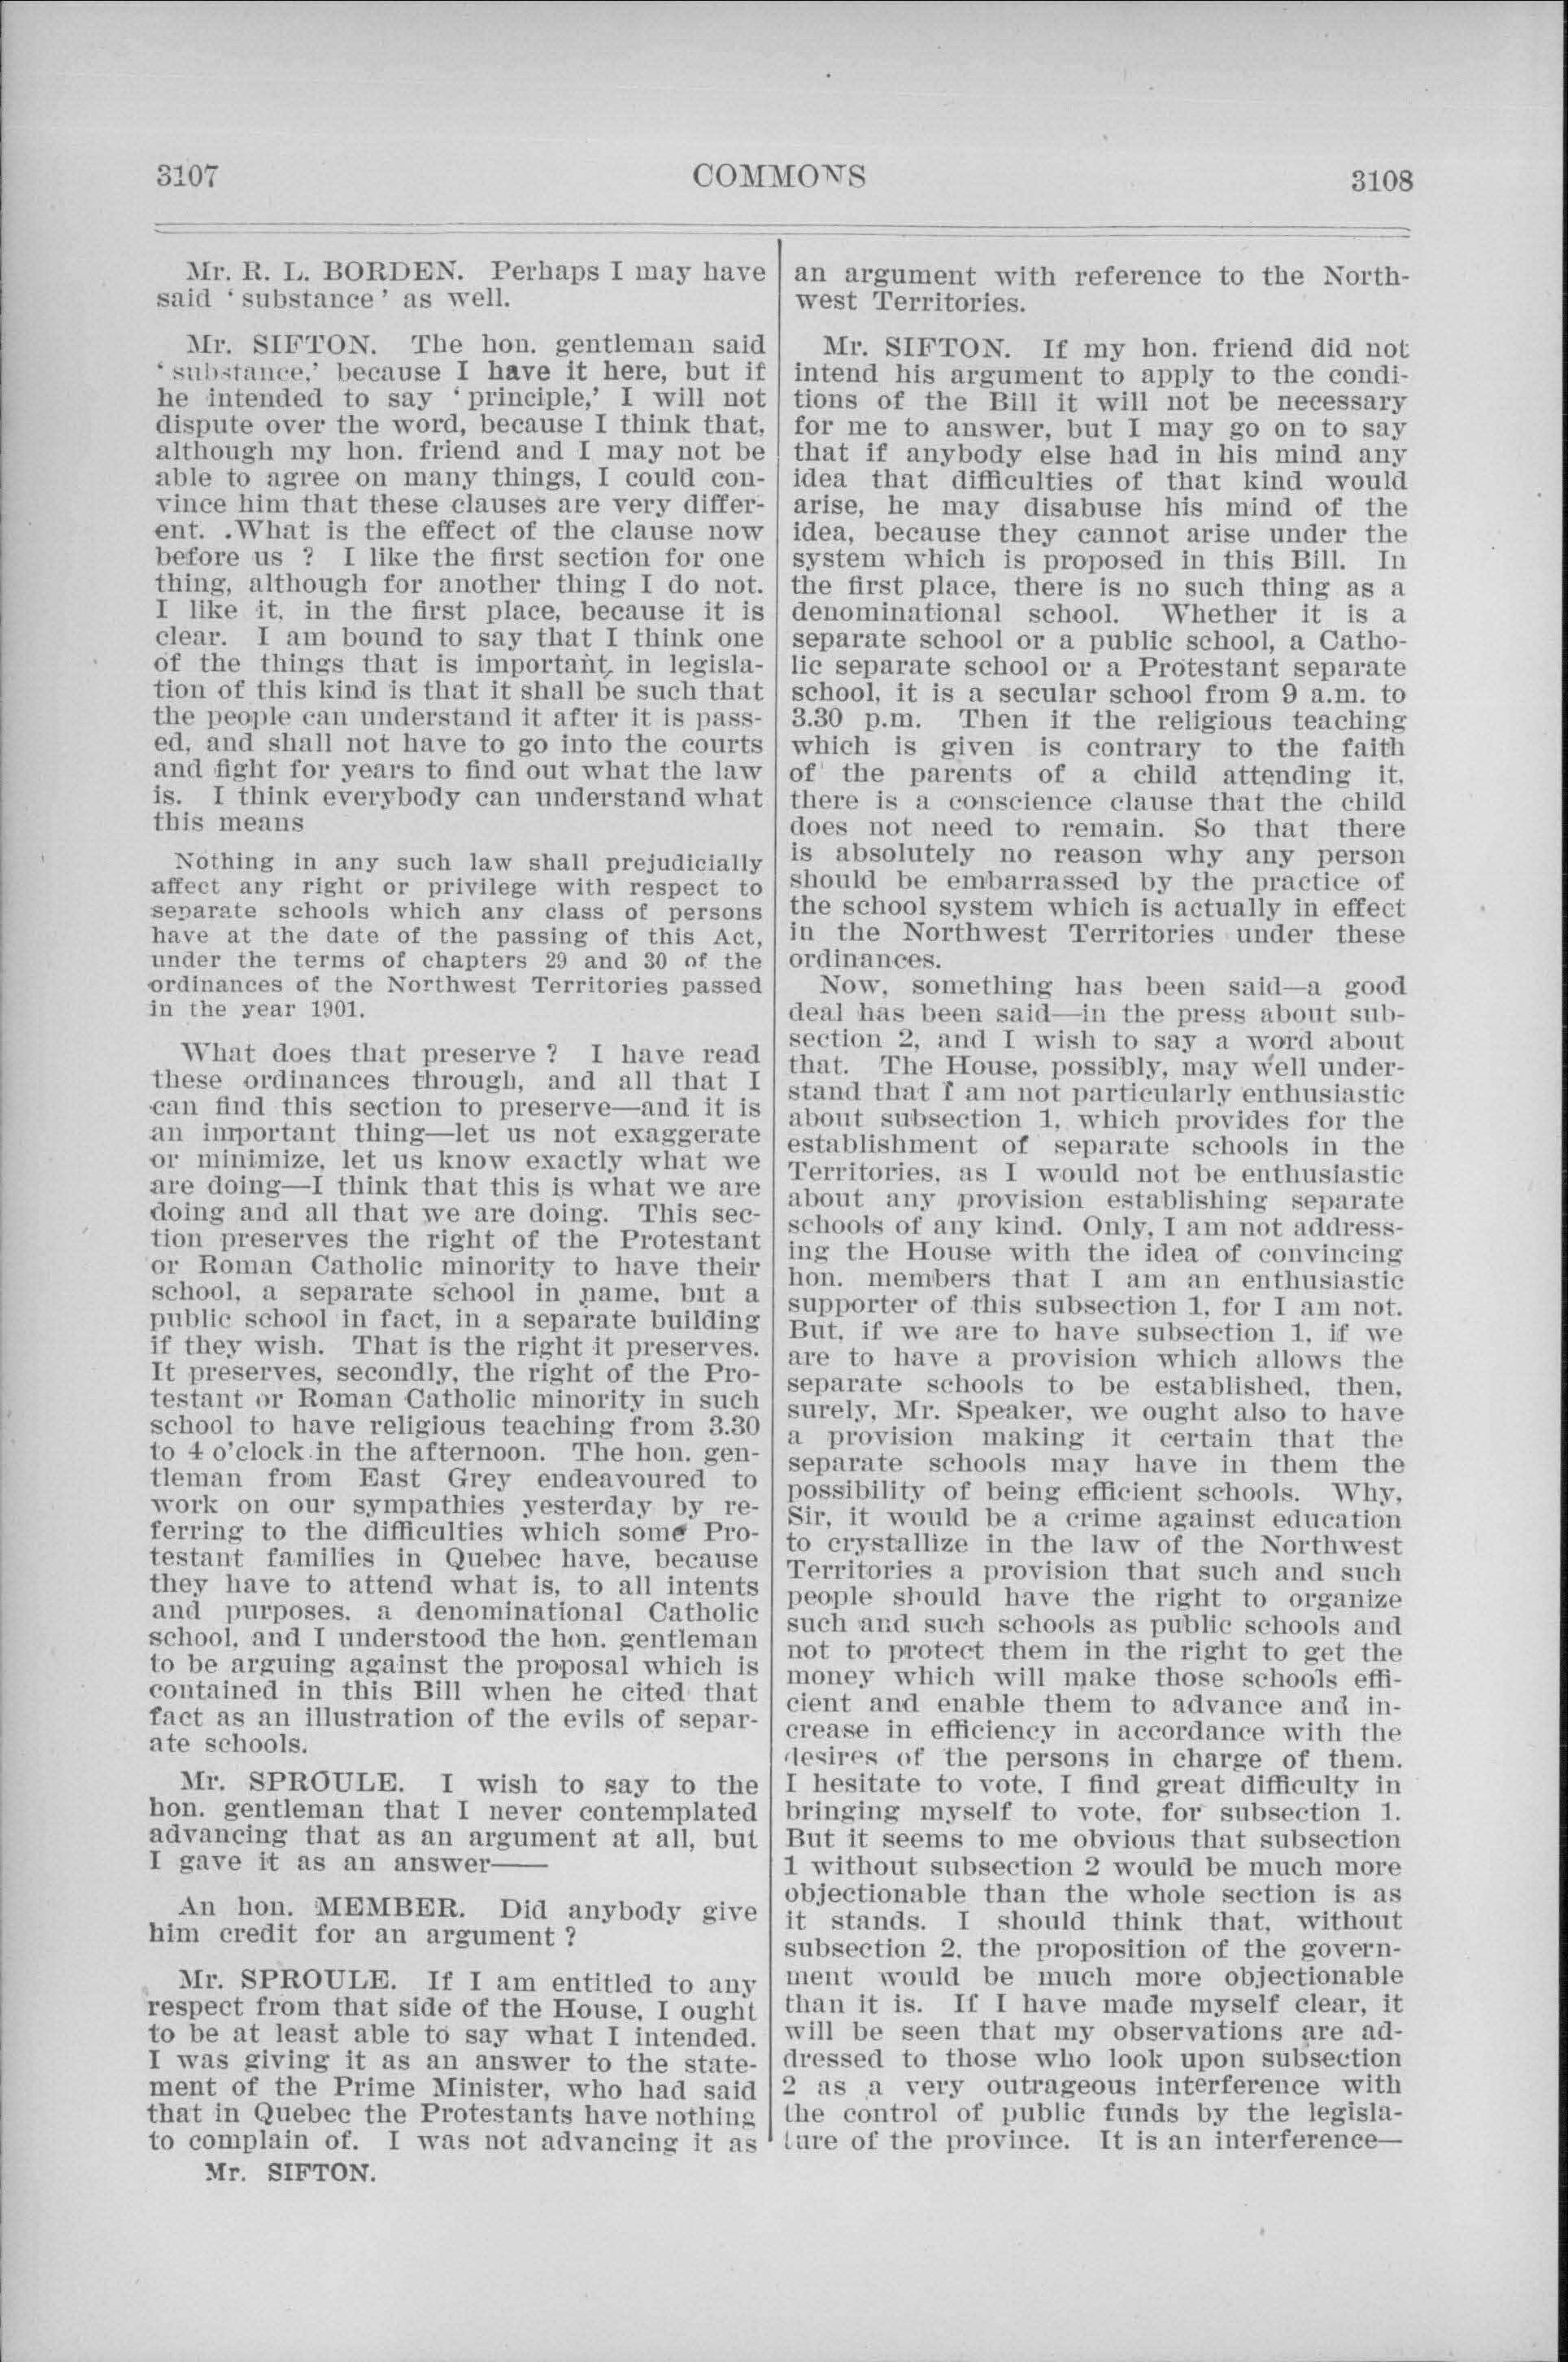 3107
COMMONS
3108
Mr. R. L. BORDEN. Perhaps I may have
said ‘ substance ’ as well.
Mr. SIFTON. The hon. gentleman said
‘ substance,’ because I have it here, but if
he intended to say ‘ principle,’ I will not
dispute over the word, because I think that,
although my hon. friend and I may not be
able to agree on many things, I could con-
vince him that these clauses are very differ-
ent. .What is the effect of the clause now
before us ? I like the first section for one
thing, although for another thing I do not.
I like it, in the first place, because it is
clear. I am bound to say that I think one
of the things that is important, in legisla-
tion of this kind is that it shall be such that
the people can understand it after it is pass-
ed, and shall not have to go into the courts
and fight for years to find out what the law
is. I think everybody can understand what
this means
Nothing in any such law shall prejudicially
affect any right or privilege with respect to
separate schools which any class of persons
have at the date of the passing of this Act,
under the terms of chapters 29 and 30 of the
ordinances of the Northwest Territories passed
in the year 1901.
What does that preserve ? I have read
these ordinances through, and all that I
can find this section to preserve—and it is
an important thing—let us not exaggerate
or minimize, let us know exactly what we
are doing—I think that this is what we are
doing and all that we are doing. This sec-
tion preserves the right of the Protestant
or Roman Catholic minority to have their
school, a separate school in name, but a
public school in fact, in a separate building
if they wish. That is the right it preserves.
It preserves, secondly, the right of the Pro-
testant or Roman Catholic minority in such
school to have religious teaching from 3.30
to 4 o'clock in the afternoon. The hon. gen-
tleman from East Grey endeavoured to
work on our sympathies yesterday by re-
ferring to the difficulties which some Pro-
testant families in Quebec have, because
they have to attend what is, to all intents
and purposes, a denominational Catholic
school, and I understood the hon. gentleman
to be arguing against the proposal which is
contained in this Bill when he cited that
fact as an illustration of the evils of separ-
ate schools.
Mr. SPROULE. I wish to say to the
hon. gentleman that I never contemplated
advancing that as an argument at all, but
I gave it as an answer——
An hon. MEMBER. Did anybody give
him credit for an argument ?
Mr. SPROULE. If I am entitled to any
respect from that side of the House, I ought
to be at least able to say what I intended.
I was giving it as an answer to the state-
ment of the Prime Minister, who had said
that in Quebec the Protestants have nothing
to complain of. I was not advancing it as
Mr. SIFTON.
an argument with reference to the North-
west Territories.
Mr. SIFTON. If my hon. friend did not
intend his argument to apply to the condi-
tions of the Bill it will not be necessary
for me to answer, but I may go on to say
that if anybody else had in his mind any
idea that difficulties of that kind would
arise, he may disabuse his mind of the
idea, because they cannot arise under the
system which is proposed in this Bill. In
the first place, there is no such thing as a
denominational school. Whether it is a
separate school or a public school, a Catho-
lic separate school or a Protestant separate
school, it is a secular school from 9 a.m. to
3.30 p.m. Then if the religious teaching
which is given is contrary to the faith
of the parents of a child attending it,
there is a conscience clause that the child
does not need to remain. So that there
is absolutely no reason why any person
should be embarrassed by the practice of
the school system which is actually in effect
in the Northwest Territories under these
ordinances.
Now, something has been said—a good
deal has been said—in the press about sub-
section 2, and I wish to say a word about
that. The House, possibly, may well under-
stand that I am not particularly enthusiastic
about subsection 1, which provides for the
establishment of separate schools in the
Territories, as I would not be enthusiastic
about any provision establishing separate
schools of any kind. Only, I am not address-
ing the House with the idea of convincing
hon. members that I am an enthusiastic
supporter of this subsection 1, for I am not.
But, if we are to have subsection 1, if we
are to have a provision which allows the
separate schools to be established, then,
surely, Mr. Speaker, we ought also to have
a provision making it certain that the
separate schools may have in them the
possibility of being efficient schools. Why,
Sir, it would be a crime against education
to crystallize in the law of the Northwest
Territories a provision that such and such
people should have the right to organize
such and such schools as public schools and
not to protect them in the right to get the
money which will make those schools effi-
cient and enable them to advance and in-
crease in efficiency in accordance with the
desires of the persons in charge of them.
I hesitate to vote, I find great difficulty in
bringing myself to vote, for subsection 1.
But it seems to me obvious that subsection
1 without subsection 2 would be much more
objectionable than the whole section is as
it stands. I should think that, without
subsection 2, the proposition of the govern-
ment would be much more objectionable
than it is. If I have made myself clear, it
will be seen that my observations are ad-
dressed to those who look upon subsection
2 as a very outrageous interference with
the control of public funds by the legisla-
ture of the province. It is an interference—